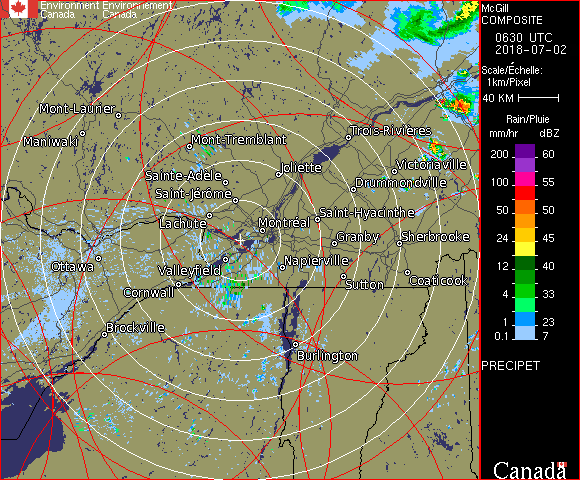 Environment Environnement
Canada Canada
McGill
COMPOSITE
0630 UTC
2018-07-02
Scale/Échelle:
1km/Pixel
40 KM
Rain/Pluie
mm/hr dBZ
200 60
100 55
50 50
24 45
12 40
4 33
1 23
0.1 7
PRECIPET
Canada
Mont-Laurier
Maniwaki
Mont-Tremblant
Trois-Rivières
Sainte-Adèle
Joliette
Victoriaville
Saint-Jérôme
Drummondville
Lachute
Montréal
Saint-Hyacinthe
Granby
Sherbrooke
Ottawa
Valleyfield
Napierville
Cornwall
Sutton
Coaticook
Brockville
Burlington